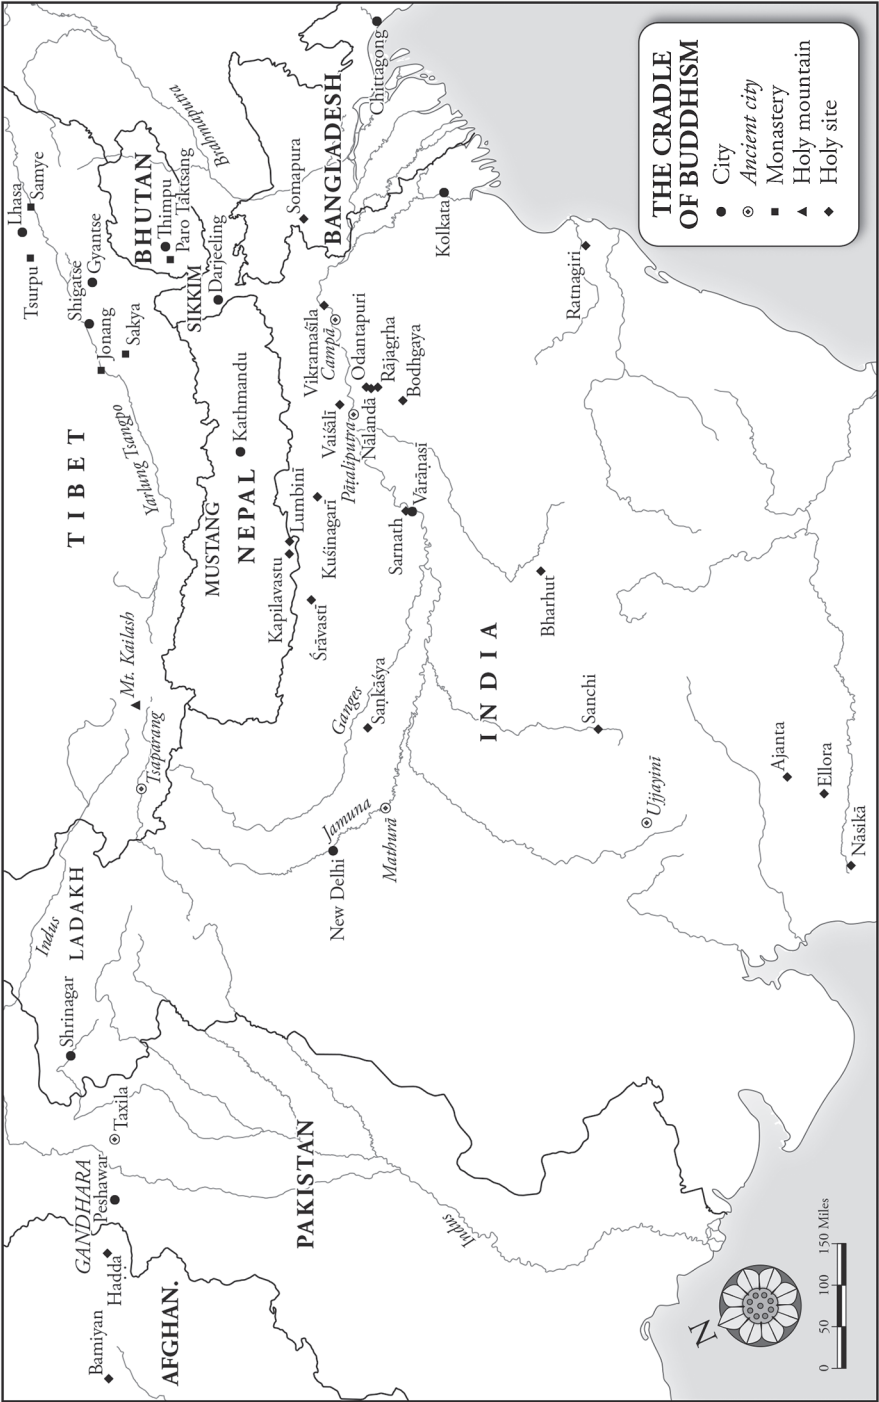 THE CRADLE
OF BUDDHISM
City
Ancient city
Monastery
Holy mountain
Holy site
Bamiyan
Haḍḍa
AFGHAN.
GANDHARA
Peshawar
Taxila
PAKISTAN
Indus
Shrinagar
Indus
LADAKH
New Delhi
Jamuna
Mathurā
Tsaparang
Mt. Kailash
Ganges
Saṇkāśya
TIBET
Yarlung Tsangpo
MUSTANG
NEPAL
Kathmandu
Kapilavastu
Lumbinī
Śrāvastī
Kuśinagarī
Vaiśālī
Pāṭaliputra
Vikramaśīla
Campā
Odantapuri
Nālandā
Rājagṛha
Bodhgaya
Sarnath
Vārāṇasī
INDIA
Bharhut
Sanchi
Ujjayinī
Ajanta
Ellora
Nāsikā
Ratnagiri
Kolkata
Jonang
Sakya
Shigatse
Gyantse
Tsurpu
Lhasa
Samye
BHUTAN
Thimpu
Paro Taktsang
SIKKIM
Darjeeling
Brahmaputra
Somapura
BANGLADESH
Chittagong
N
0 50 100 150 Miles